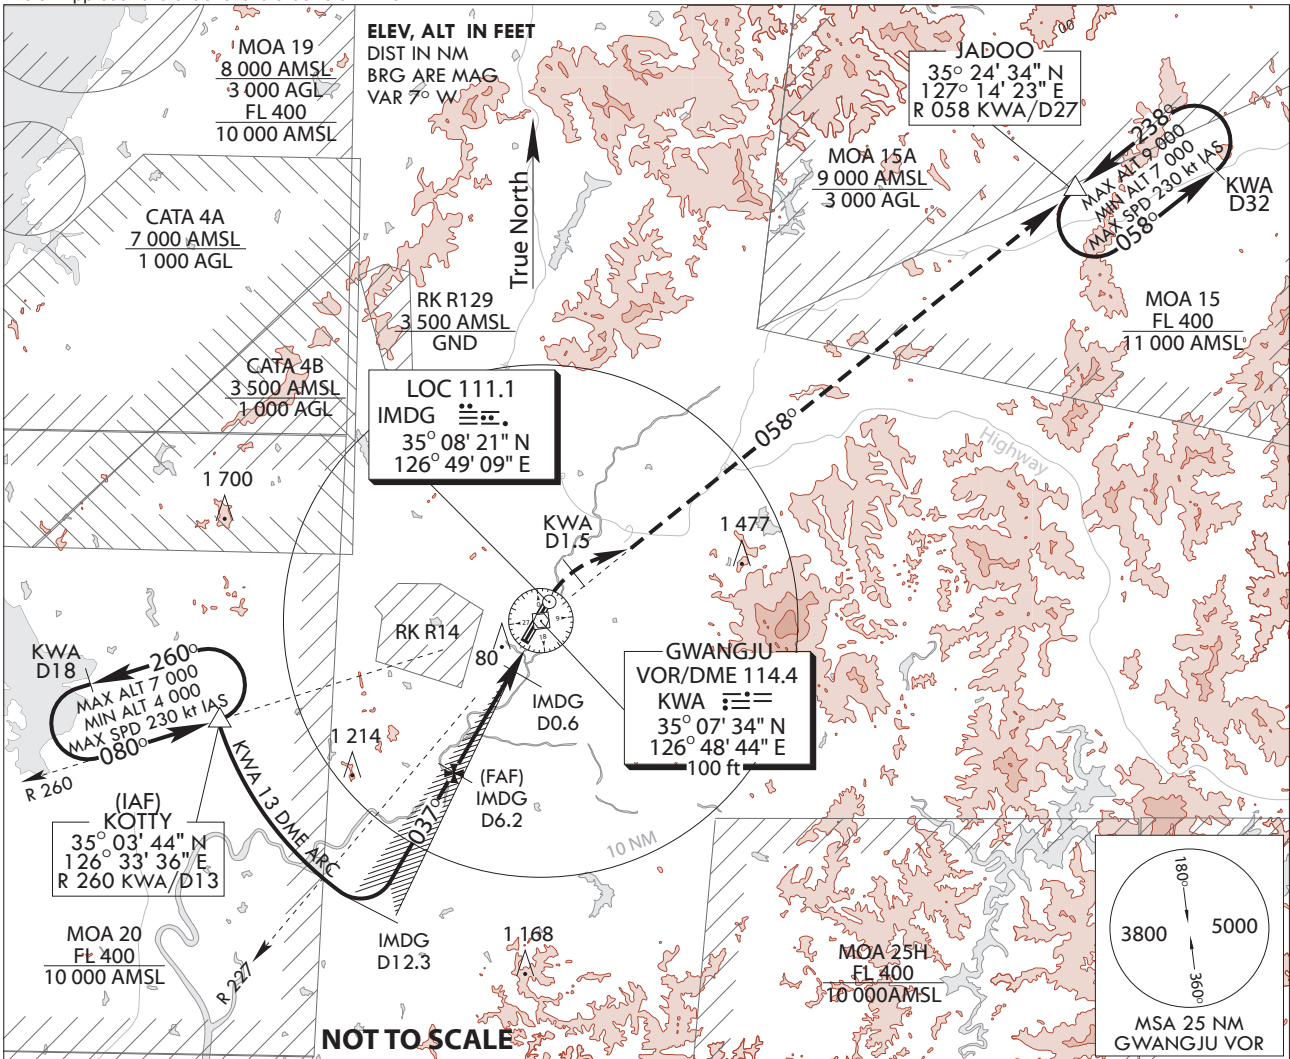 ELEV, ALT IN FEET
DIST IN NM
BRG ARE MAG
VAR 7° W
MOA 19
8 000 AMSL
3 000 AGL
FL 400
10 000 AMSL
JADOO
35° 24' 34" N
127° 14' 23" E
R 058 KWA/D27
238°
MAX ALT 9 000
MIN ALT 7 000
MAX SPD 230 kt IAS
058°
KWA
D32
MOA 15A
9 000 AMSL
3 000 AGL
CATA 4A
7 000 AMSL
1 000 AGL
True North
RK R129
3 500 AMSL
GND
MOA 15
FL 400
11 000 AMSL
CATA 4B
3 500 AMSL
1 000 AGL
LOC 111.1
IMDG
35° 08' 21" N
126° 49' 09" E
058°
Highway
1 700
KWA
D1.5
1 477
RK R14
80
27
9
18
KWA
D18
260°
MAX ALT 7 000
MIN ALT 4 000
MAX SPD 230 kt IAS
080°
R 260
GWANGJU
VOR/DME 114.4
KWA
35° 07' 34" N
126° 48' 44" E
100 ft
IMDG
D0.6
1 214
(FAF)
IMDG
D6.2
KWA 13 DME ARC
037°
(IAF)
KOTTY
35° 03' 44" N
126° 33' 36" E
R 260 KWA/D13
10 NM
MOA 20
FL 400
10 000 AMSL
R 227
IMDG
D12.3
1 168
MOA 25H
FL 400
10 000AMSL
180°
3800
5000
360°
MSA 25 NM
GWANGJU VOR
NOT TO SCALE